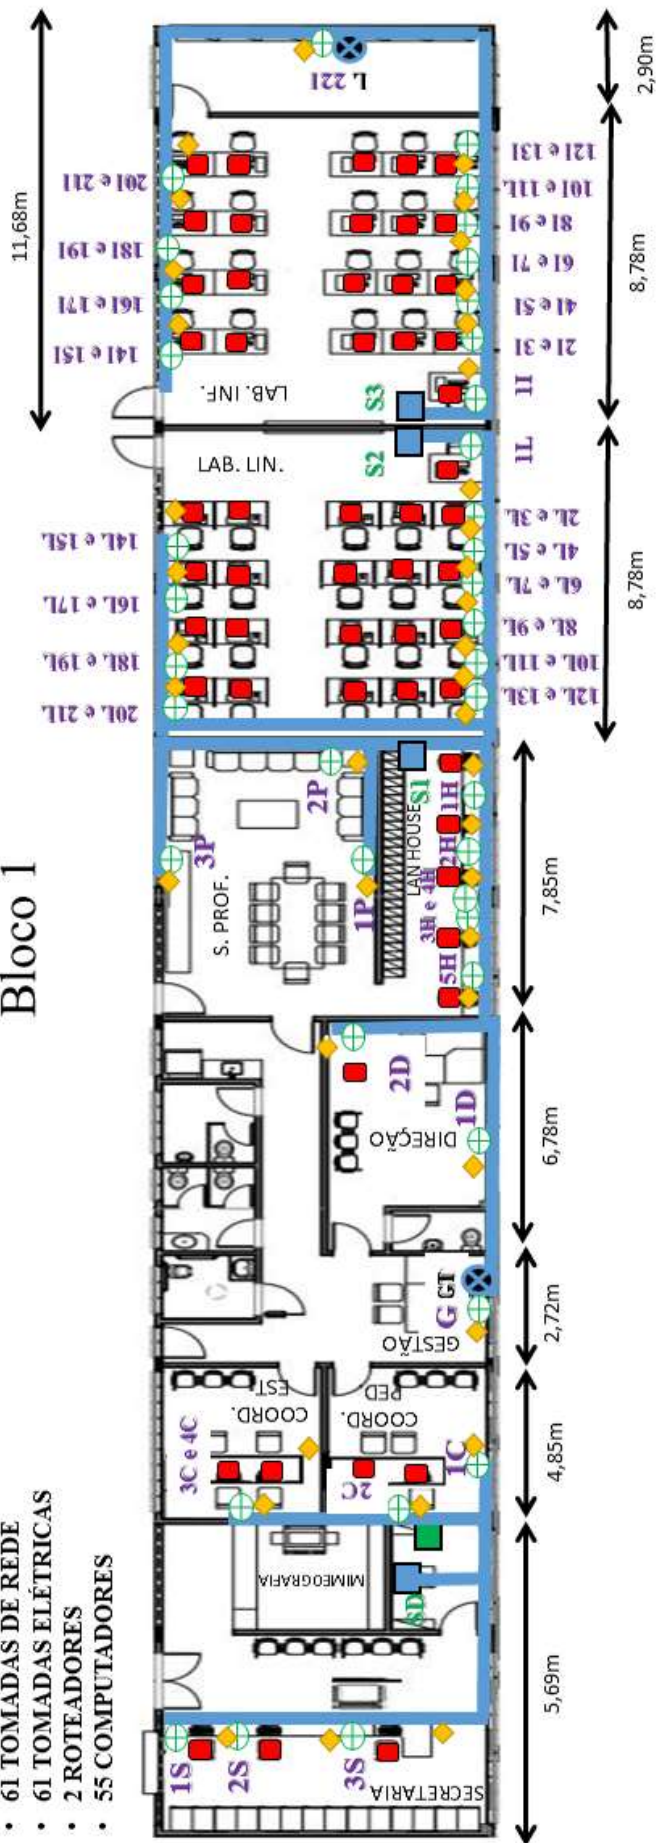 Bloco 1
• 61 TOMADAS DE REDE
• 61 TOMADAS ELÉTRICAS
• 2 ROTEADORES
• 55 COMPUTADORES
11,68m
20L e 21L
18L e 19L
16L e 17L
14L e 15L
14I e 15I
16I e 17I
18I e 19I
20I e 21I
1S
2S
3S
SECRETARIA
MIMEOGRAFIA
SD
3C e 4C
COORD.
EST
2C
COORD.
PED
1C
GESTÃO
G
GT
DIREÇÃO
1D
2D
S. PROF.
3P
2P
1P
LAN HOUSE
5H
3H e 4H
2H
1H
S1
LAB. LIN.
S2
LAB. INF.
S3
L 22I
12L e 13L
10L e 11L
8L e 9L
6L e 7L
4L e 5L
2L e 3L
1L
1I
2I e 3I
4I e 5I
6I e 7I
8I e 9I
10I e 11L
12I e 13I
5,69m
4,85m
2,72m
6,78m
7,85m
8,78m
8,78m
2,90m